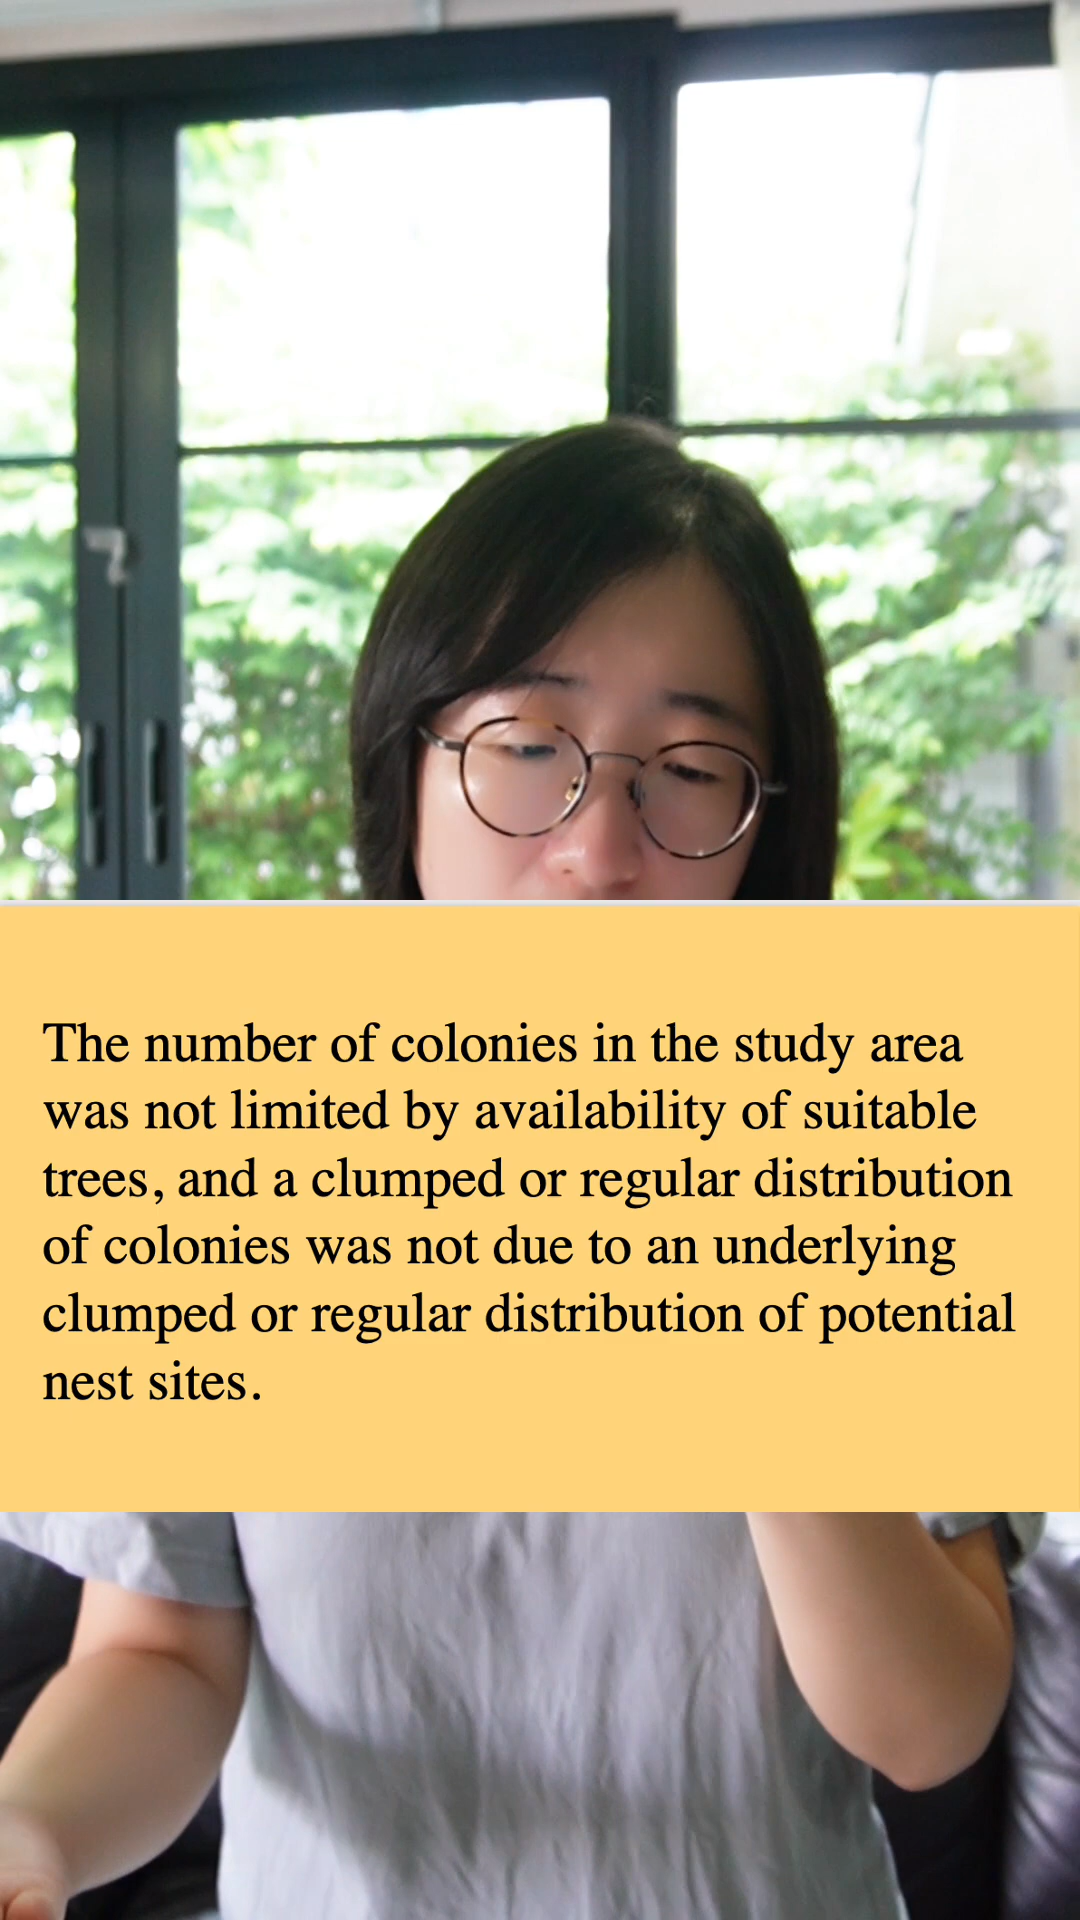 The number of colonies in the study area
was not limited by availability of suitable
trees, and a clumped or regular distribution
of colonies was not due to an underlying
clumped or regular distribution of potential
nest sites.